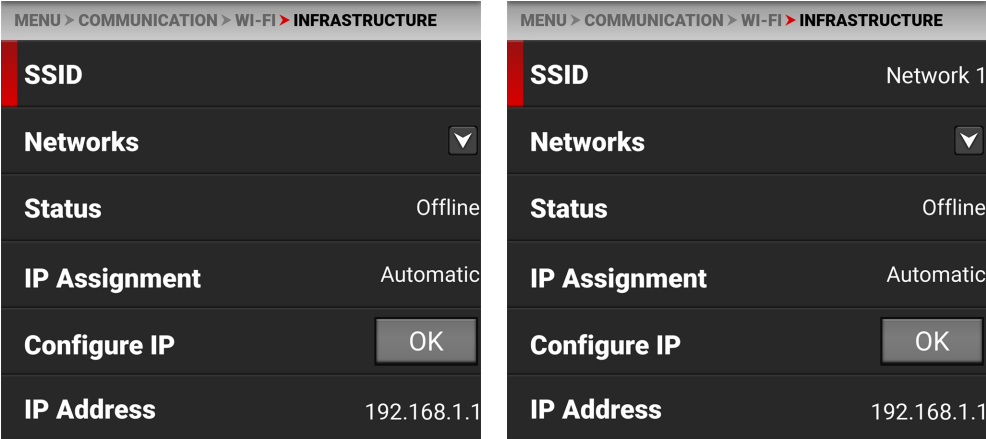 MENU > COMMUNICATION > WI-FI > INFRASTRUCTURE
SSID
Networks
Status Offline
IP Assignment Automatic
Configure IP OK
IP Address 192.168.1.1
MENU > COMMUNICATION > WI-FI > INFRASTRUCTURE
SSID Network 1
Networks
Status Offline
IP Assignment Automatic
Configure IP OK
IP Address 192.168.1.1